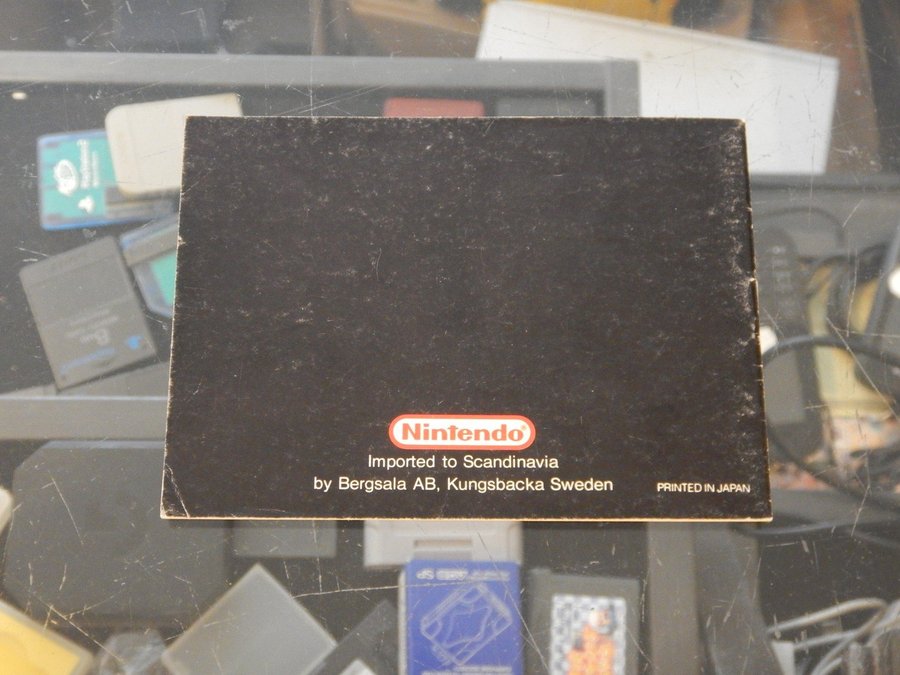 Nintendo®
Imported to Scandinavia
by Bergsala AB, Kungsbacka Sweden
PRINTED IN JAPAN